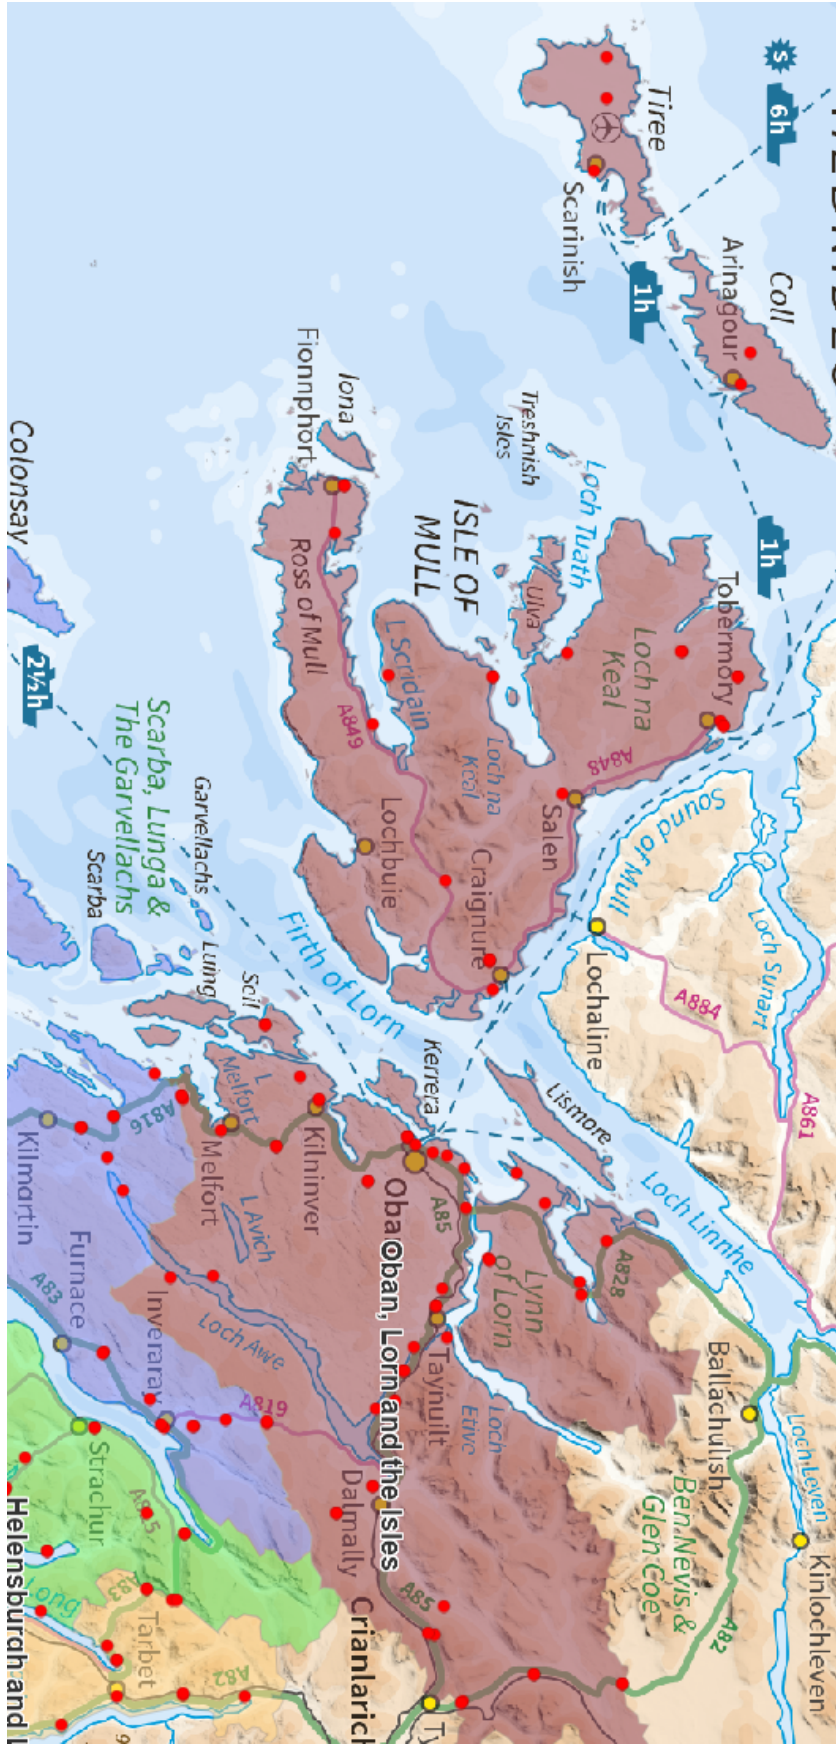 Tiree
6h
s
Scarinish
1h
Coll
Arinagour
Treshnish
Isles
Loch Tuath
1h
Iona
Fionnphort
ISLE OF
MULL
Ulva
Tobermory
Loch na
Keal
Ross of Mull
L Scridain
A849
Loch na
Keal
A848
Salen
Colonsay
2½h
Scarba, Lunga &
The Garvellachs
Garvellachs
Scarba
Lochbuie
Craignure
Sound of Mull
Loch Sunart
Lochaline
A884
A861
Firth of Lorn
Luing
Seil
Kerrera
Lismore
Loch Linnhe
L
Melfort
A816
Melfort
Kilninver
Kilmartin
L Avich
Oba
Oban, Lorn and the Isles
A85
Lynn
of Lorn
A828
Furnace
A83
Inveraray
Loch Awe
A819
Taynuilt
Loch
Etive
Ballachulish
Loch Leven
Ben Nevis &
Glen Coe
Kinlochleven
A82
Strachur
A815
Dalmally
A85
Crianlarich
Helensburgh and L
Long
A83
Tarbet
A82
Ty